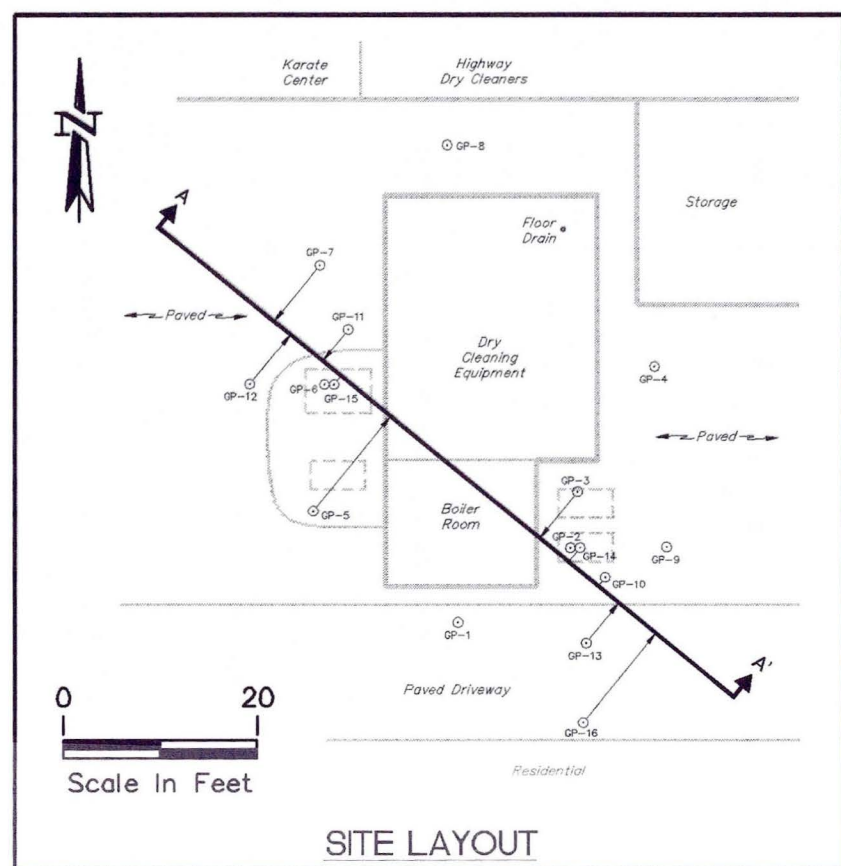 Karate
Center
Highway
Dry Cleaners
N
GP-8
A
Storage
Floor
Drain
GP-7
Paved
GP-11
Dry
Cleaning
Equipment
GP-4
GP-12
GP-6
GP-15
Paved
GP-3
GP-5
Boiler
Room
GP-2
GP-14
GP-9
GP-10
GP-1
GP-13
A'
Paved Driveway
0 20
GP-16
Scale In Feet
Residential
SITE LAYOUT